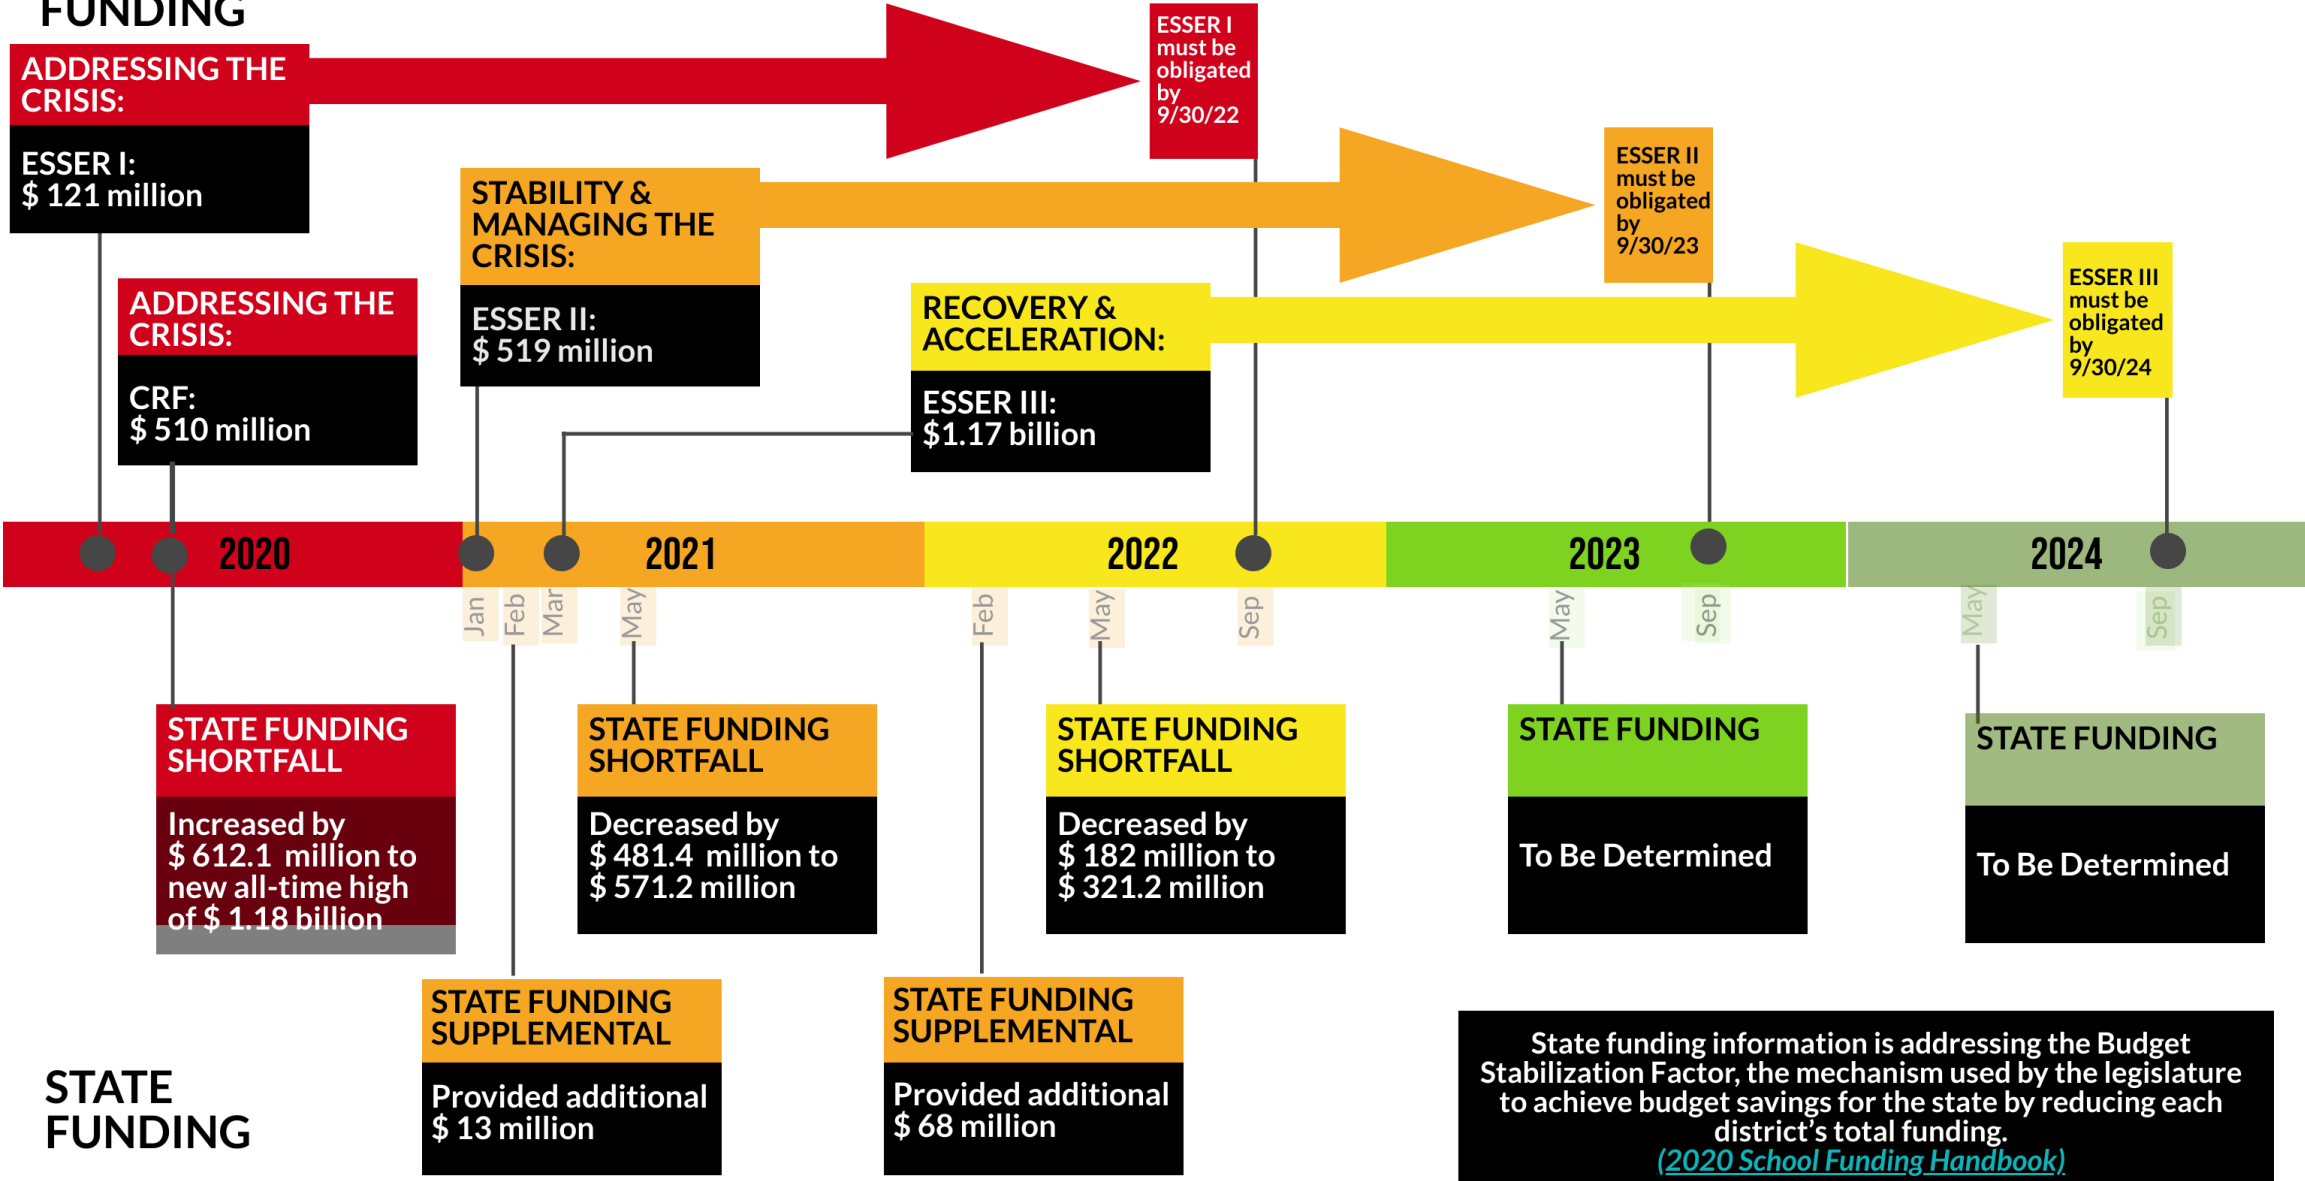 FUNDING
ADDRESSING THE
CRISIS:
ESSER I:
$ 121 million
ESSER I
must be
obligated
by
9/30/22
ADDRESSING THE
CRISIS:
CRF:
$ 510 million
STABILITY &
MANAGING THE
CRISIS:
ESSER II:
$ 519 million
ESSER II
must be
obligated
by
9/30/23
RECOVERY &
ACCELERATION:
ESSER III:
$1.17 billion
ESSER III
must be
obligated
by
9/30/24
2020
2021
2022
2023
2024
Jan
Feb
Mar
May
Feb
May
Sep
May
Sep
May
Sep
STATE FUNDING
SHORTFALL
Increased by
$ 612.1 million to
new all-time high
of $ 1.18 billion
STATE FUNDING
SHORTFALL
Decreased by
$ 481.4 million to
$ 571.2 million
STATE FUNDING
SHORTFALL
Decreased by
$ 182 million to
$ 321.2 million
STATE FUNDING
To Be Determined
STATE FUNDING
To Be Determined
STATE FUNDING
SUPPLEMENTAL
Provided additional
$ 13 million
STATE FUNDING
SUPPLEMENTAL
Provided additional
$ 68 million
STATE
FUNDING
State funding information is addressing the Budget
Stabilization Factor, the mechanism used by the legislature
to achieve budget savings for the state by reducing each
district's total funding.
(2020 School Funding Handbook)